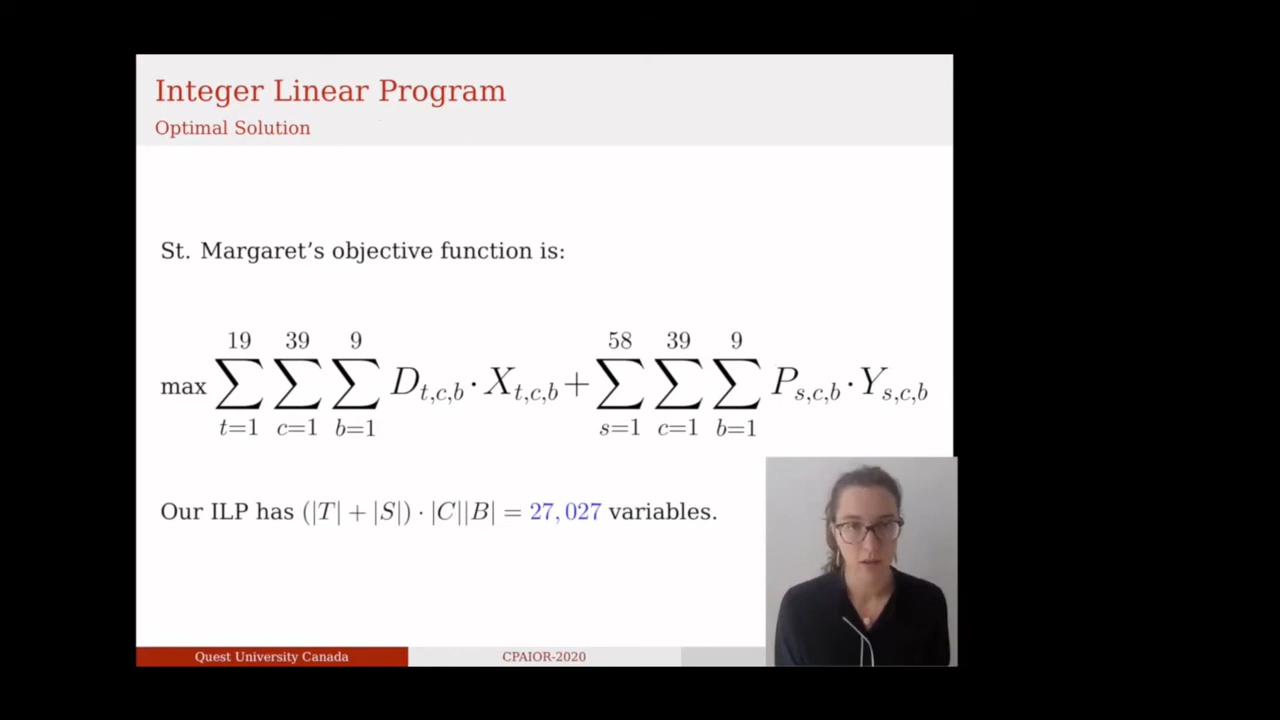 Integer Linear Program
Optimal Solution
St. Margaret's objective function is:
max ∑_{t=1}^{19} ∑_{c=1}^{39} ∑_{b=1}^{9} D_{t,c,b} · X_{t,c,b} + ∑_{s=1}^{58} ∑_{c=1}^{39} ∑_{b=1}^{9} P_{s,c,b} · Y_{s,c,b}
Our ILP has (|T| + |S|) · |C||B| = 27,027 variables.
Quest University Canada
CPAIOR-2020